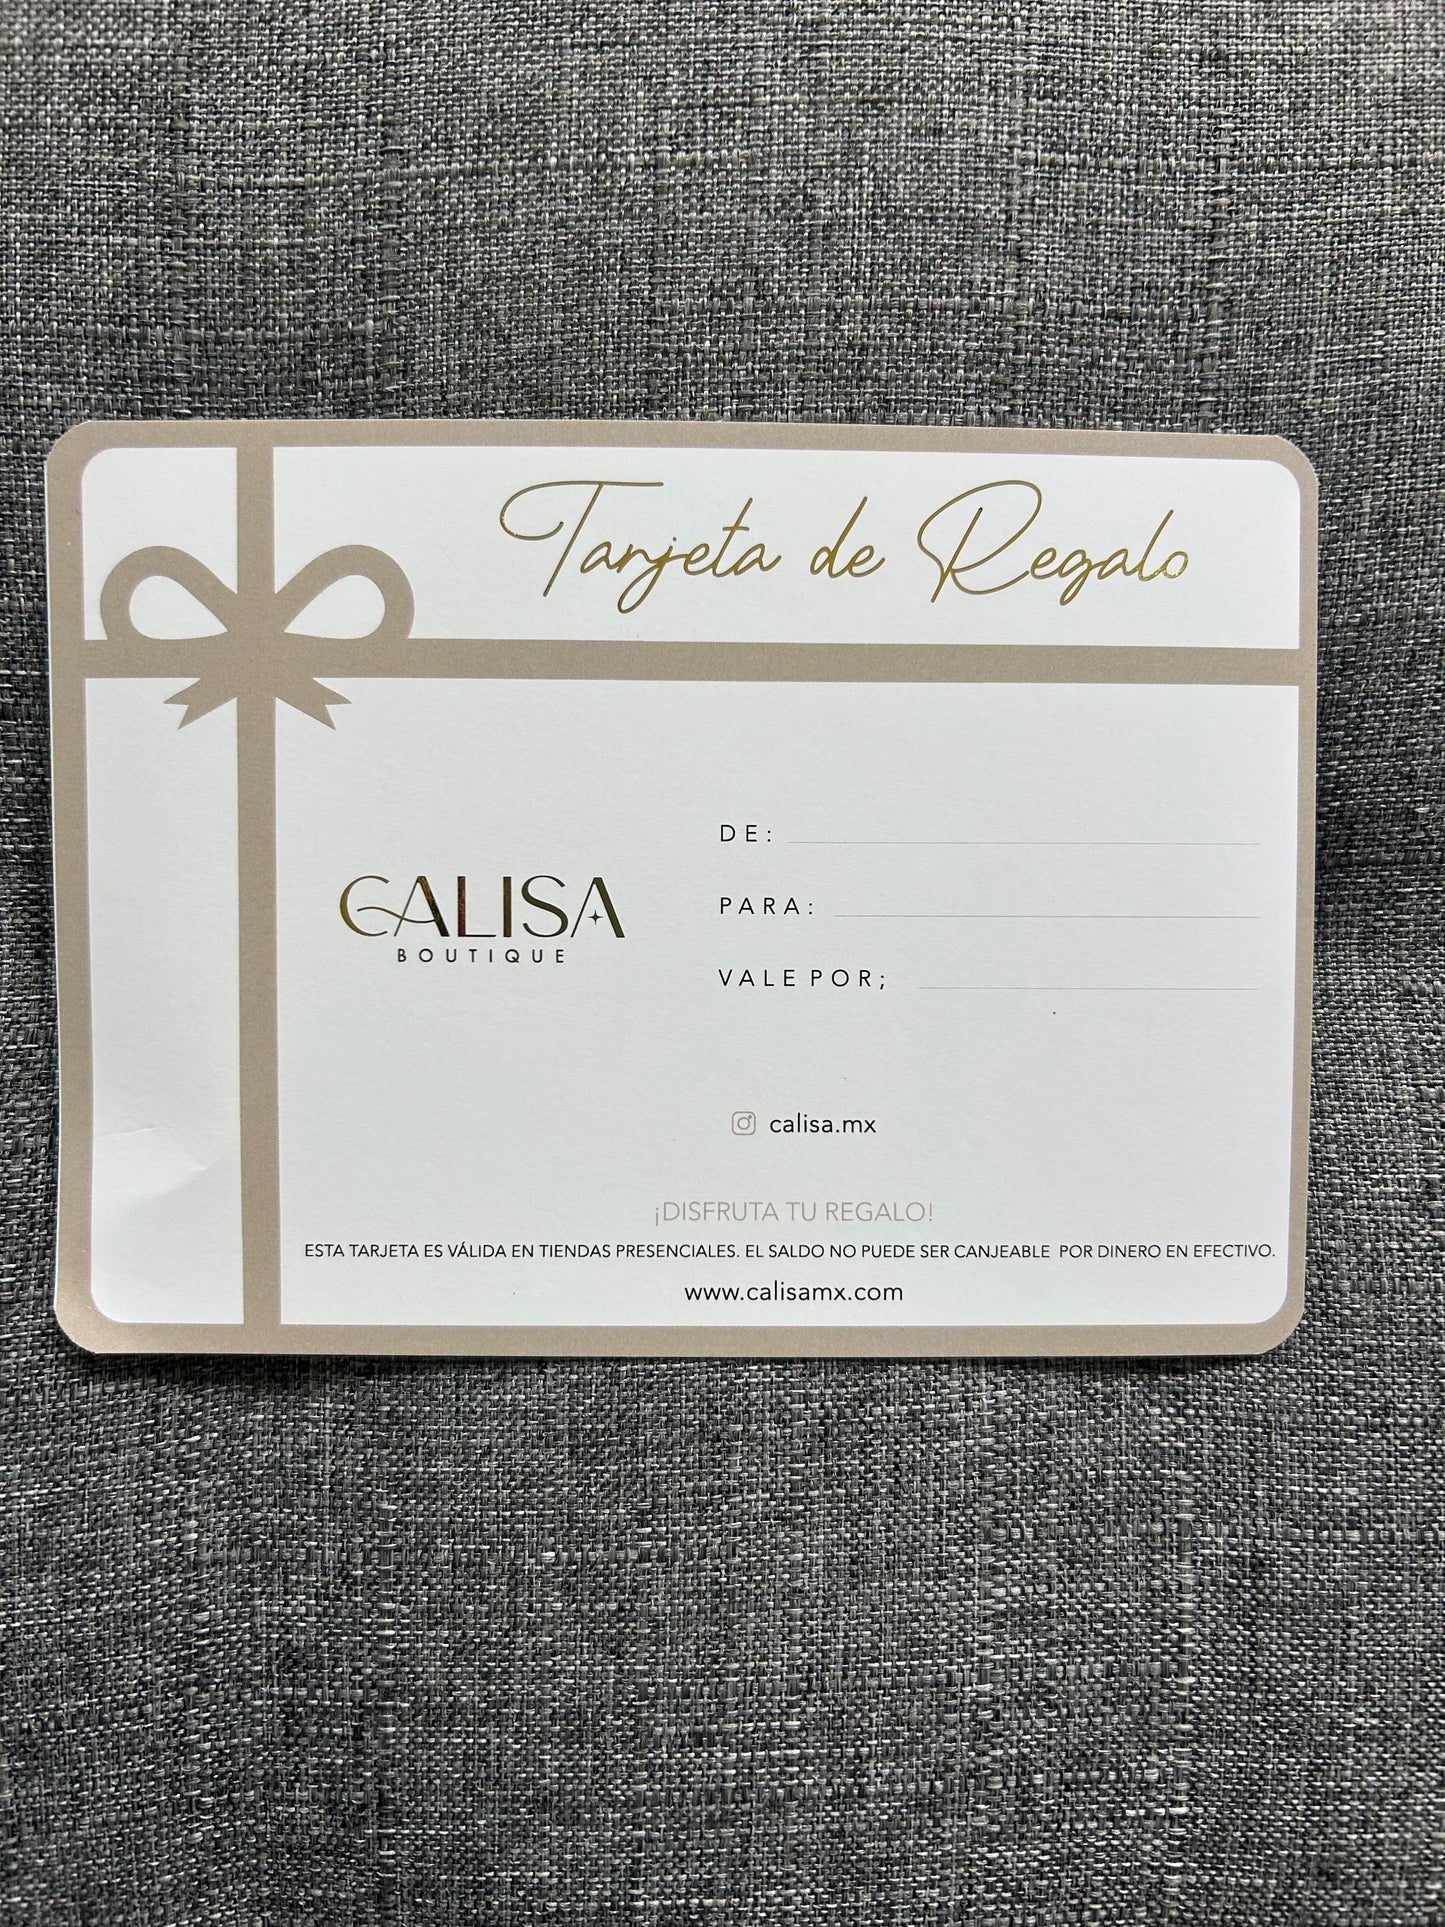 Tarjeta de Regalo
DE:
PARA:
VALE POR;
CALISA
BOUTIQUE
calisa.mx
¡DISFRUTA TU REGALO!
ESTA TARJETA ES VÁLIDA EN TIENDAS PRESENCIALES. EL SALDO NO PUEDE SER CANJEABLE POR DINERO EN EFECTIVO.
www.calisamx.com